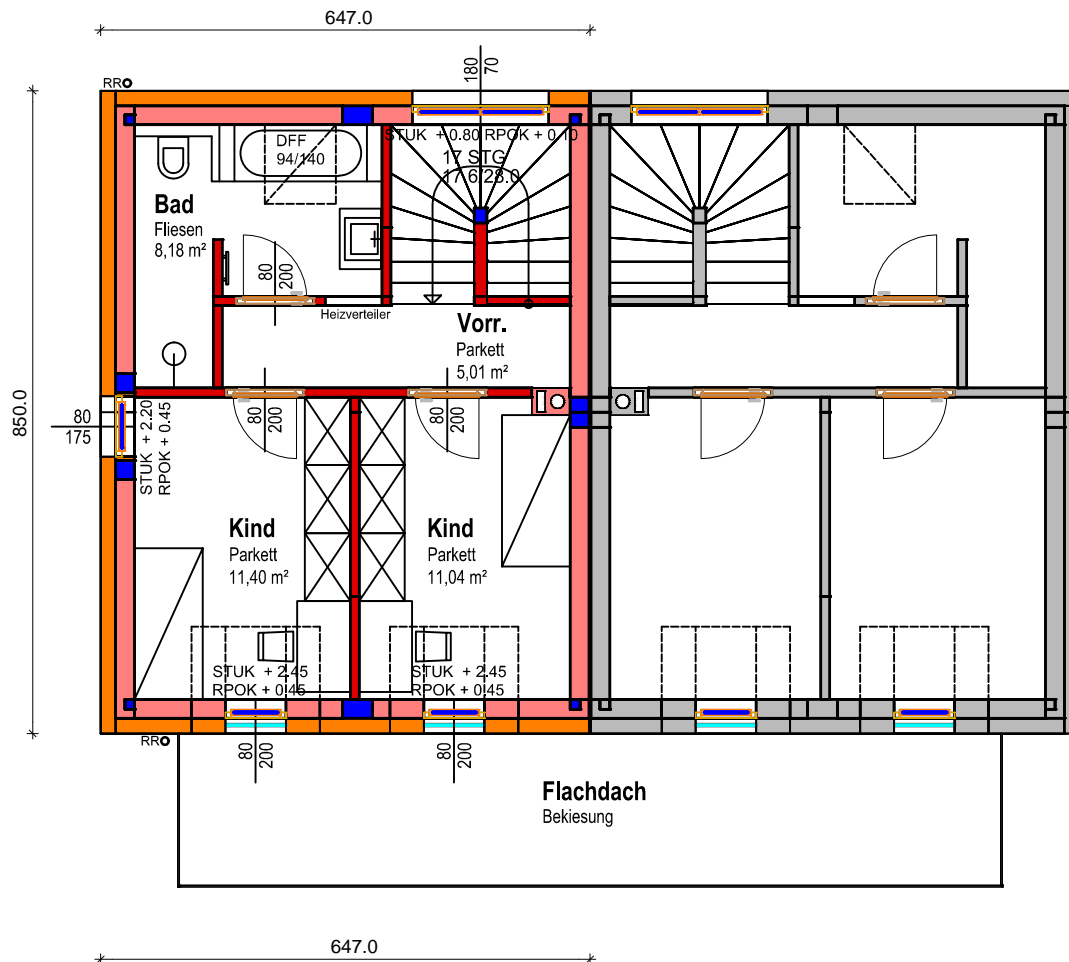 647.0
RR
180
70
STUK + 0.80 RPOK + 0.10
DFF
94/140
17 STG
17.6/28.0
Bad
Fliesen
8,18 m²
80
200
Heizverteiler
Vorr.
Parkett
5,01 m²
850.0
80
175
STUK + 2.20
RPOK + 0.45
80
200
80
200
Kind
Parkett
11,40 m²
Kind
Parkett
11,04 m²
STUK + 2.45
RPOK + 0.45
STUK + 2.45
RPOK + 0.45
RR
80
200
80
200
Flachdach
Bekiesung
647.0